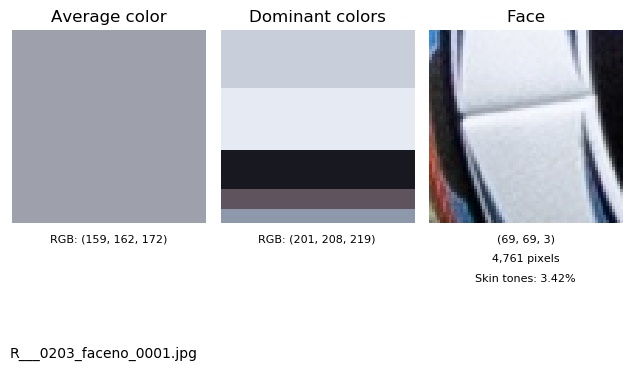 Average color
Dominant colors
Face
RGB: (159, 162, 172)
RGB: (201, 208, 219)
(69, 69, 3)
4,761 pixels
Skin tones: 3.42%
R___0203_faceno_0001.jpg